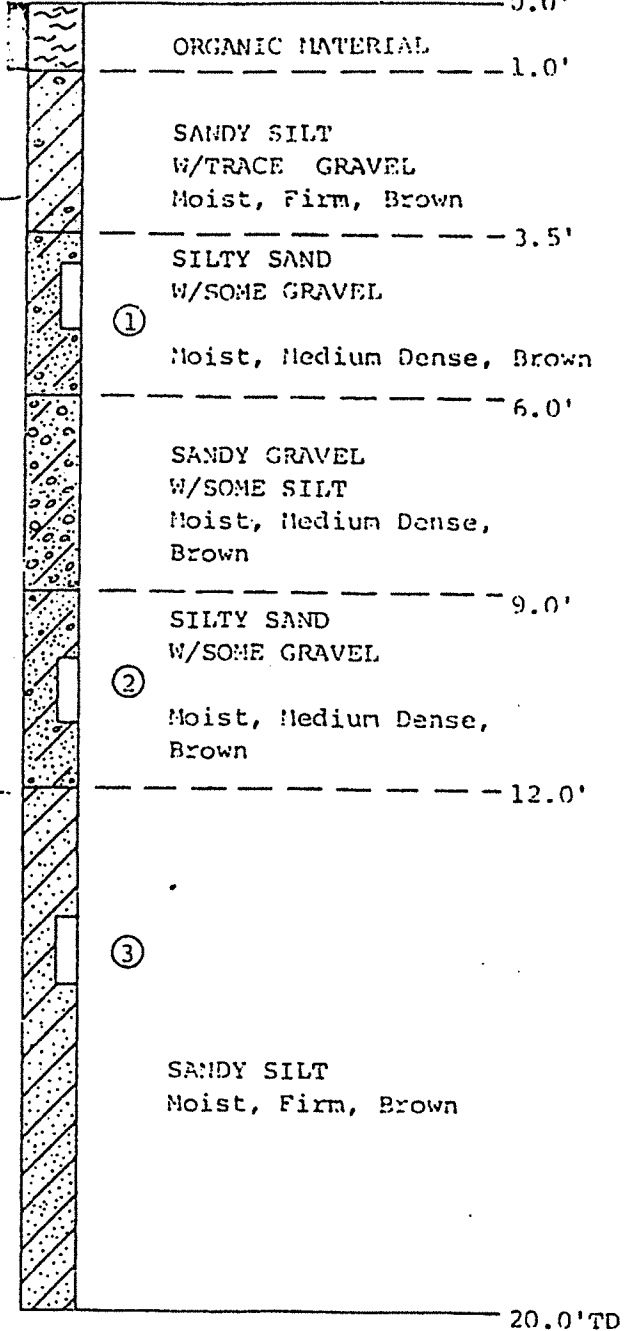 0.0'
ORGANIC MATERIAL
1.0'
SANDY SILT
W/TRACE GRAVEL
Moist, Firm, Brown
3.5'
SILTY SAND
W/SOME GRAVEL
①
Moist, Medium Dense, Brown
6.0'
SANDY GRAVEL
W/SOME SILT
Moist, Medium Dense,
Brown
9.0'
SILTY SAND
W/SOME GRAVEL
②
Moist, Medium Dense,
Brown
12.0'
③
SANDY SILT
Moist, Firm, Brown
20.0'TD